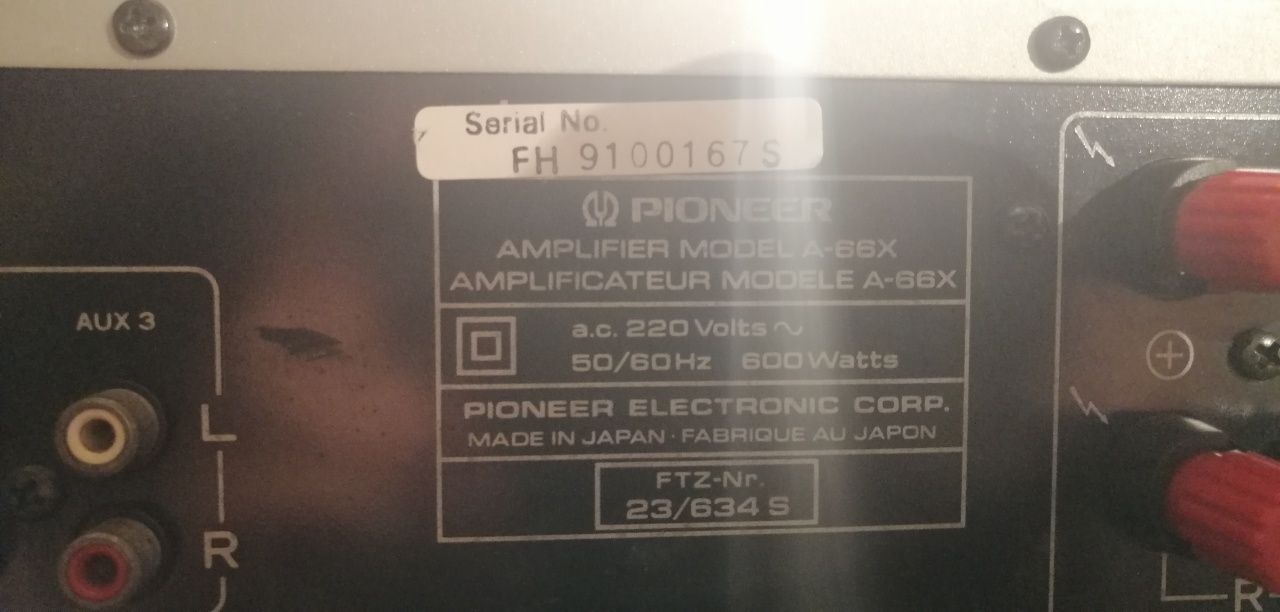 Serial No.
FH 9100167 S
PIONEER
AMPLIFIER MODEL A-66X
AMPLIFICATEUR MODELE A-66X
a.c. 220 Volts ~
50/60Hz 600 Watts
PIONEER ELECTRONIC CORP.
MADE IN JAPAN · FABRIQUE AU JAPON
FTZ-Nr.
23/634 S
AUX 3
L
R
R